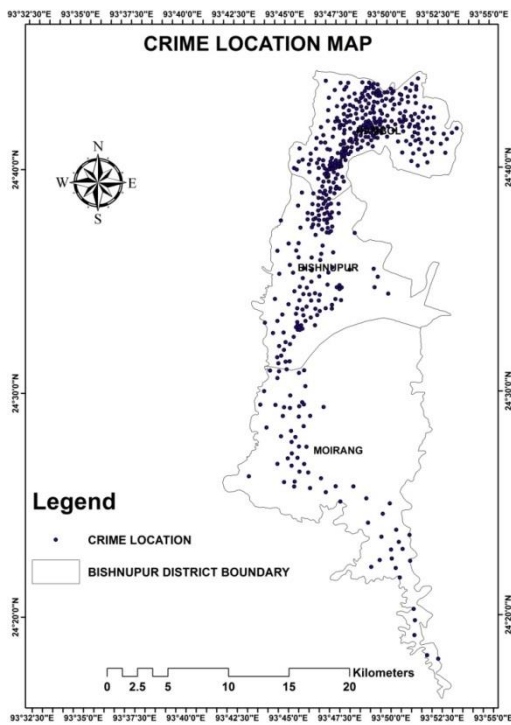 93°32'30"E 93°35'0"E 93°37'30"E 93°40'0"E 93°42'30"E 93°45'0"E 93°47'30"E 93°50'0"E 93°52'30"E 93°55'0"E
CRIME LOCATION MAP
N
W E
S
24°40'0"N 24°40'0"N
BISHNUPUR
24°30'0"N 24°30'0"N
MOIRANG
Legend
CRIME LOCATION
BISHNUPUR DISTRICT BOUNDARY
24°20'0"N 24°20'0"N
Kilometers
0 2.5 5 10 15 20
93°32'30"E 93°35'0"E 93°37'30"E 93°40'0"E 93°42'30"E 93°45'0"E 93°47'30"E 93°50'0"E 93°52'30"E 93°55'0"E